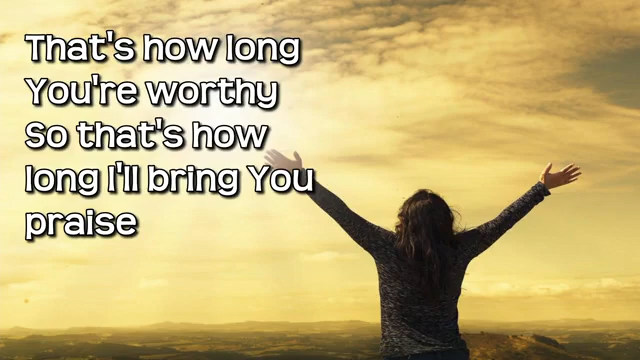 That's how long
You're worthy
So that's how
long I'll bring You
praise